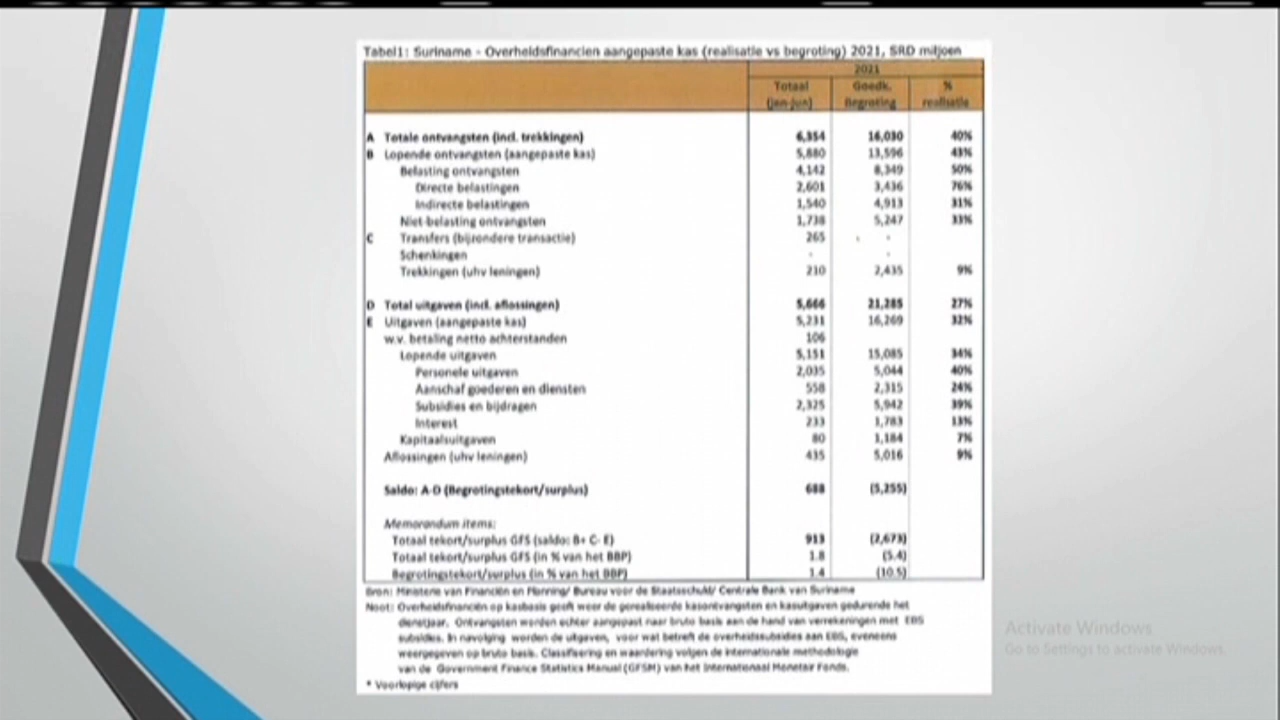 Tabel1: Suriname - Overheidsfinancien aangepaste kas (realisatie vs begroting) 2021, SRD miljoen
2021
Totaal (jan-jun) Goedk. Begroting % realisatie
A Totale ontvangsten (incl. trekkingen) 6,354 16,030 40%
B Lopende ontvangsten (aangepaste kas) 5,880 13,596 43%
Belasting ontvangsten 4,142 8,349 50%
Directe belastingen 2,601 3,436 76%
Indirecte belastingen 1,540 4,913 31%
Niet-belasting ontvangsten 1,738 5,247 33%
C Transfers (bijzondere transactie) 265 -
Schenkingen - -
Trekkingen (uhv leningen) 210 2,435 9%
D Total uitgaven (incl. aflossingen) 5,666 21,285 27%
E Uitgaven (aangepaste kas) 5,231 16,269 32%
w.v. betaling netto achterstanden 106
Lopende uitgaven 5,151 15,085 34%
Personele uitgaven 2,035 5,044 40%
Aanschaf goederen en diensten 558 2,315 24%
Subsidies en bijdragen 2,325 5,942 39%
Interest 233 1,783 13%
Kapitaalsuitgaven 80 1,184 7%
Aflossingen (uhv leningen) 435 5,016 9%
Saldo: A-D (Begrotingstekort/surplus) 688 (5,255)
Memorandum items:
Totaal tekort/surplus GFS (saldo: B+ C- E) 913 (2,673)
Totaal tekort/surplus GFS (in % van het BBP) 1.8 (5.4)
Begrotingstekort/surplus (in % van het BBP) 1.4 (10.5)
Bron: Ministerie van Financiën en Planning/ Bureau voor de Staatsschuld/ Centrale Bank van Suriname
Noot: Overheidsfinanciën op kasbasis geeft weer de gerealiseerde kasontvangsten en kasuitgaven gedurende het
dienstjaar. Ontvangsten worden echter aangepast naar bruto basis aan de hand van verrekeningen met EBS
subsidies. In navolging worden de uitgaven, voor wat betreft de overheidssubsidies aan EBS, eveneens
weergegeven op bruto basis. Classificering en waardering volgen de internationale methodologie
van de Government Finance Statistics Manual (GFSM) van het Internationaal Monetair Fonds.
* Voorlopige cijfers
Activate Windows
Go to Settings to activate Windows.